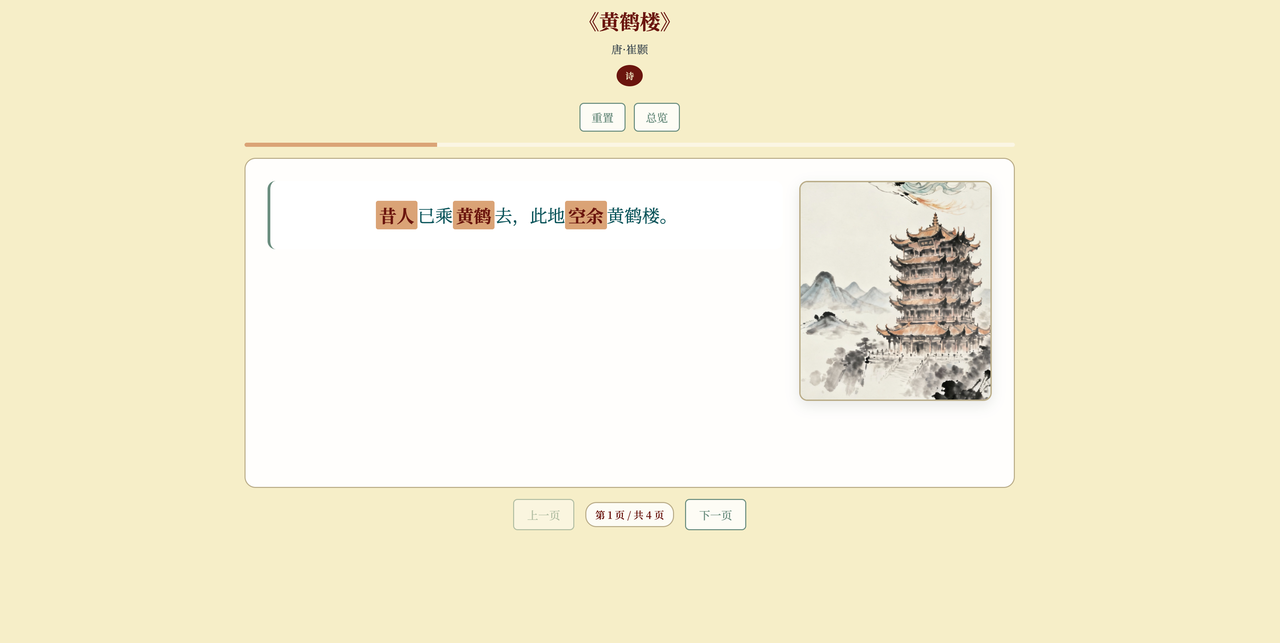 《黄鹤楼》
唐·崔颢
诗
重置 总览
昔人已乘黄鹤去，此地空余黄鹤楼。
上一页 第 1 页 / 共 4 页 下一页